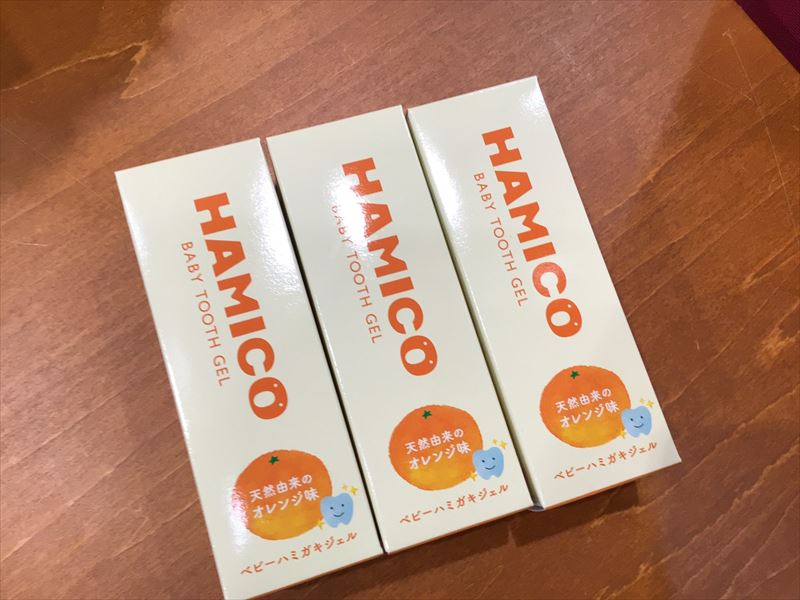 HAMICO
BABY TOOTH GEL
天然由来の
オレンジ味
ベビーハミガキジェル
HAMICO
BABY TOOTH GEL
天然由来の
オレンジ味
ベビーハミガキジェル
HAMICO
BABY TOOTH GEL
天然由来の
オレンジ味
ベビーハミガキジェル